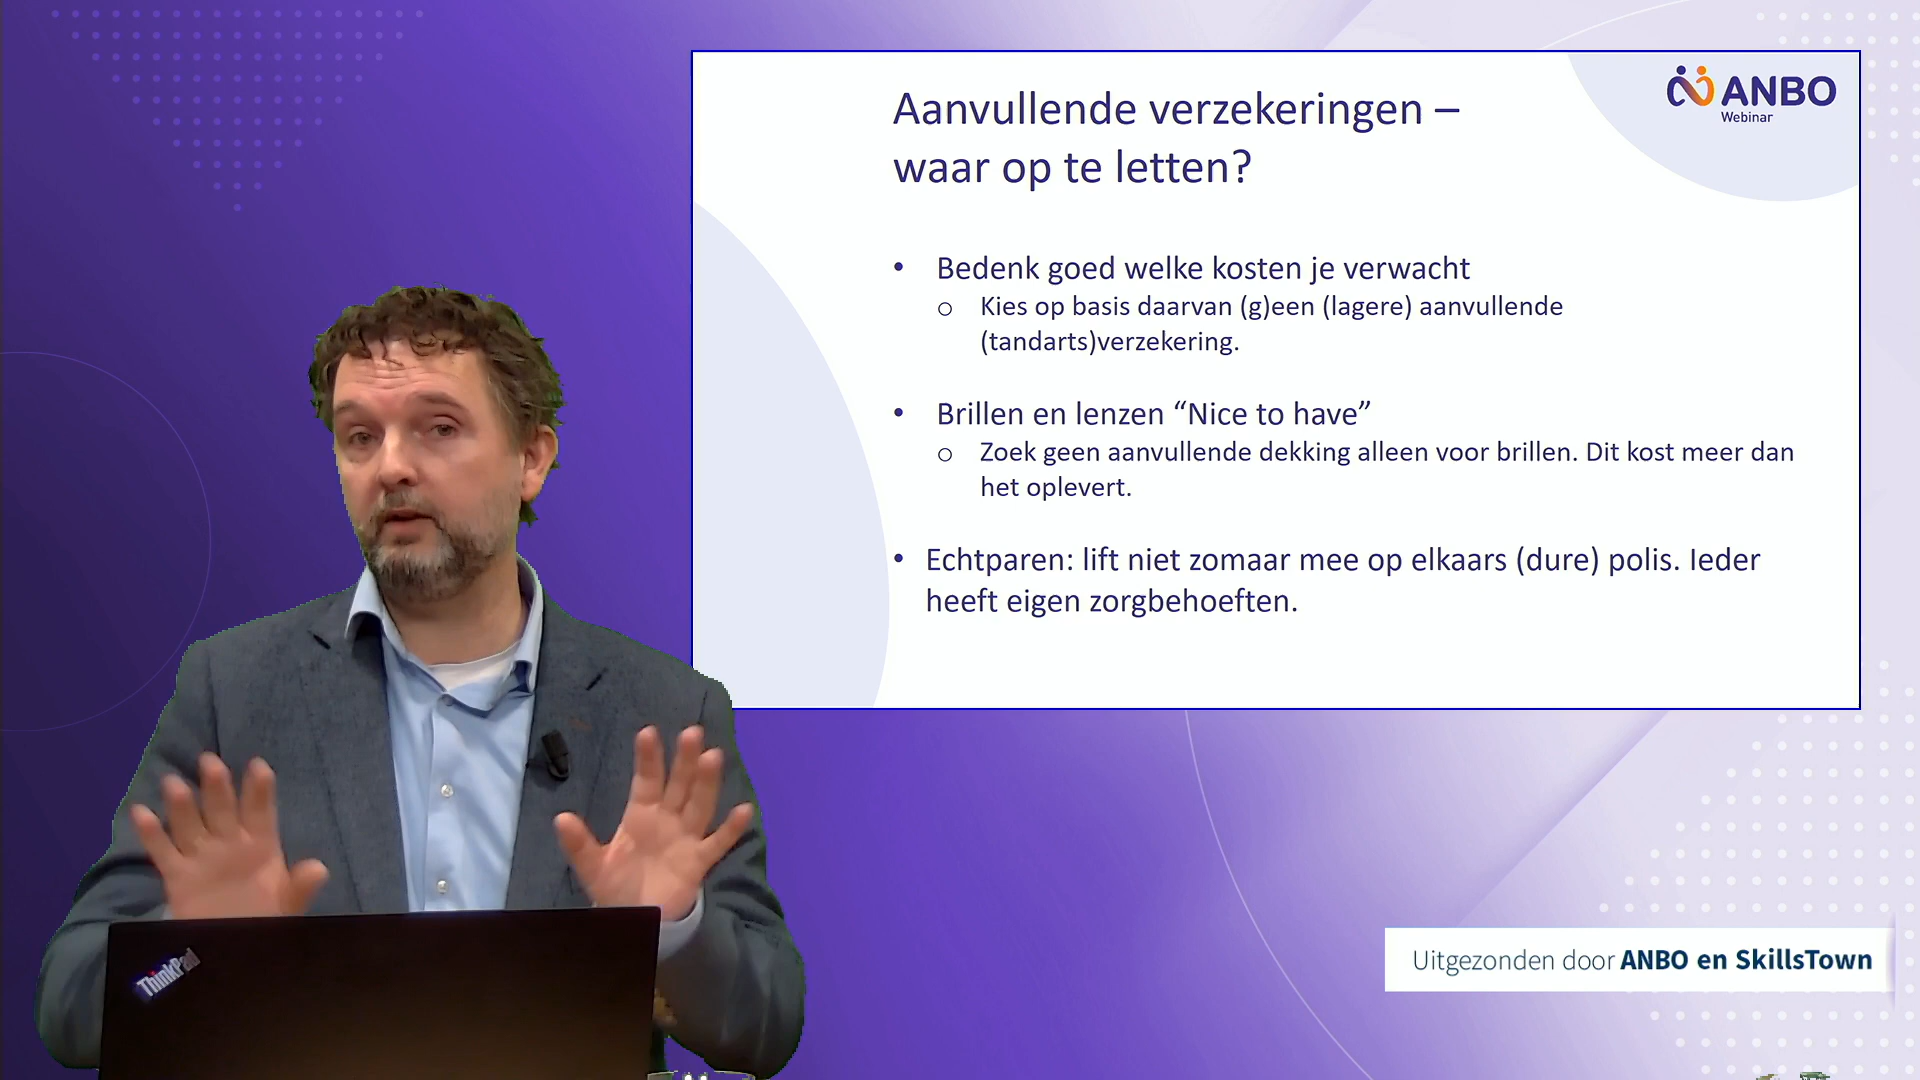 ANBO
Webinar
Aanvullende verzekeringen –
waar op te letten?
• Bedenk goed welke kosten je verwacht
o Kies op basis daarvan (g)een (lagere) aanvullende
(tandarts)verzekering.
• Brillen en lenzen “Nice to have”
o Zoek geen aanvullende dekking alleen voor brillen. Dit kost meer dan
het oplevert.
• Echtparen: lift niet zomaar mee op elkaars (dure) polis. Ieder
heeft eigen zorgbehoeften.
ThinkPad
Uitgezonden door ANBO en SkillsTown